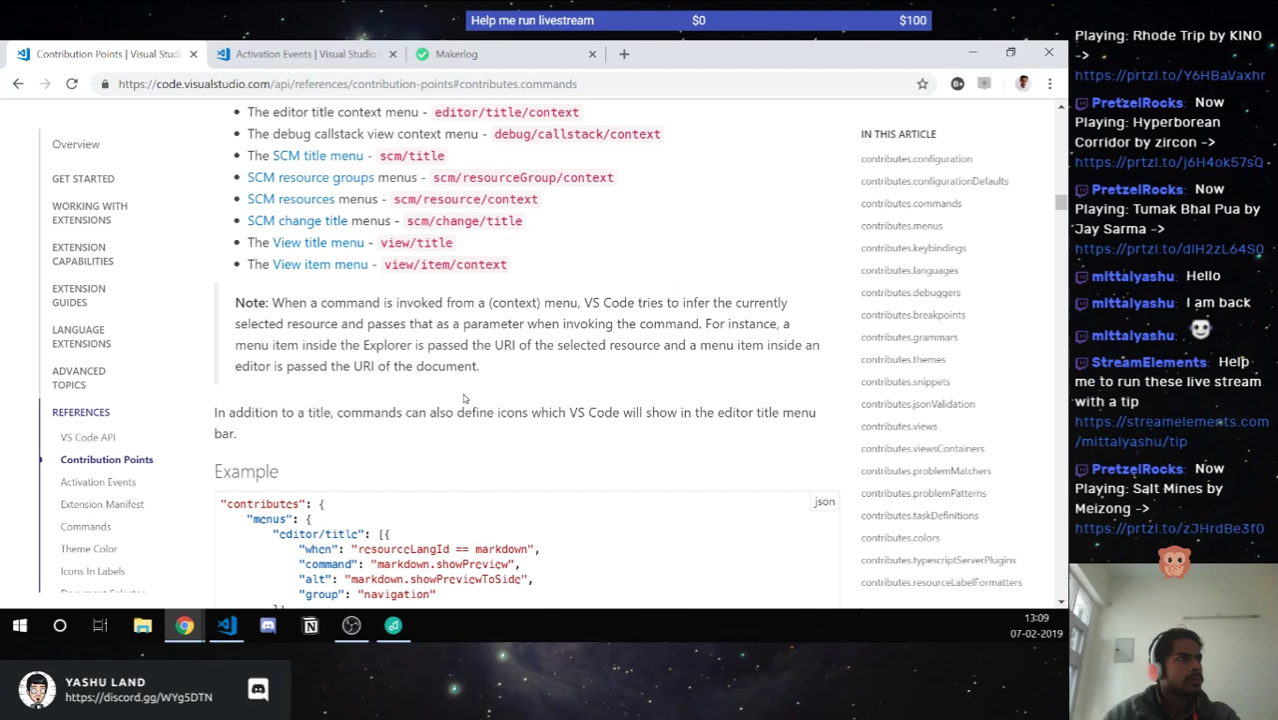 Help me run livestream $0 $100
Contribution Points | Visual Stud
Activation Events | Visual Studio
Makerlog
https://code.visualstudio.com/api/references/contribution-points#contributes.commands
Overview
GET STARTED
WORKING WITH
EXTENSIONS
EXTENSION
CAPABILITIES
EXTENSION
GUIDES
LANGUAGE
EXTENSIONS
ADVANCED
TOPICS
REFERENCES
VS Code API
Contribution Points
Activation Events
Extension Manifest
Commands
Theme Color
Icons In Labels
Document Selector
The editor title context menu - editor/title/context
The debug callstack view context menu - debug/callstack/context
The SCM title menu - scm/title
SCM resource groups menus - scm/resourceGroup/context
SCM resources menus - scm/resource/context
SCM change title menus - scm/change/title
The View title menu - view/title
The View item menu - view/item/context
Note: When a command is invoked from a (context) menu, VS Code tries to infer the currently
selected resource and passes that as a parameter when invoking the command. For instance, a
menu item inside the Explorer is passed the URI of the selected resource and a menu item inside an
editor is passed the URI of the document.
In addition to a title, commands can also define icons which VS Code will show in the editor title menu
bar.
Example
json
"contributes": {
"menus": {
"editor/title": [{
"when": "resourceLangId == markdown",
"command": "markdown.showPreview",
"alt": "markdown.showPreviewToSide",
"group": "navigation"
}]
IN THIS ARTICLE
contributes.configuration
contributes.configurationDefaults
contributes.commands
contributes.menus
contributes.keybindings
contributes.languages
contributes.debuggers
contributes.breakpoints
contributes.grammars
contributes.themes
contributes.snippets
contributes.jsonValidation
contributes.views
contributes.viewsContainers
contributes.problemMatchers
contributes.problemPatterns
contributes.taskDefinitions
contributes.colors
contributes.typescriptServerPlugins
contributes.resourceLabelFormatters
Playing: Rhode Trip by KINO
->
https://prtzl.to/Y6HBaVaxhr
PretzelRocks: Now
Playing: Hyperborean
Corridor by zircon ->
https://prtzl.to/j6H4ok57sQ
PretzelRocks: Now
Playing: Tumak Bhal Pua by
Jay Sarma ->
https://prtzl.to/dIH2zL64S0
mittalyashu: Hello
mittalyashu: I am back
mittalyashu:
StreamElements: Help
me to run these live stream
with a tip
https://streamelements.com
/mittalyashu/tip
PretzelRocks: Now
Playing: Salt Mines by
Meizong ->
https://prtzl.to/zJHrdBe3f0
13:09
07-02-2019
YASHU LAND
https://discord.gg/WYg5DTN